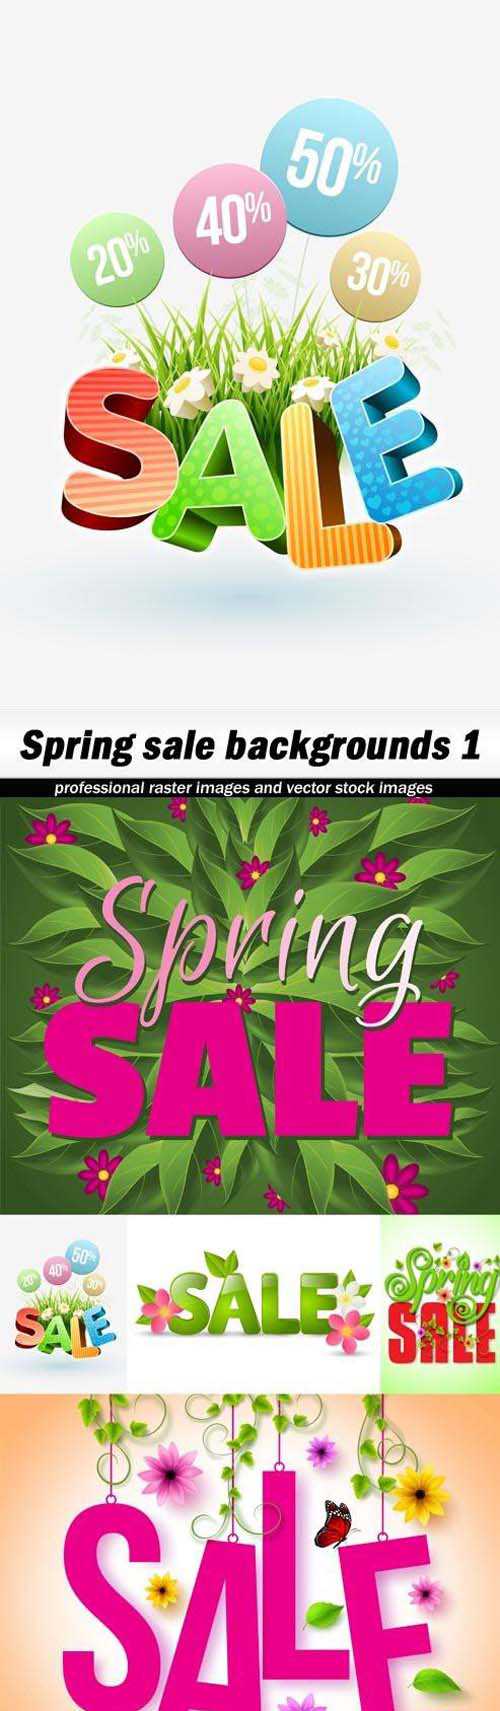 50%
40%
20%
30%
SALE
Spring sale backgrounds 1
professional raster images and vector stock images
Spring
SALE
50%
40%
20%
30%
SALE
SALE
Spring
SALE
SALE